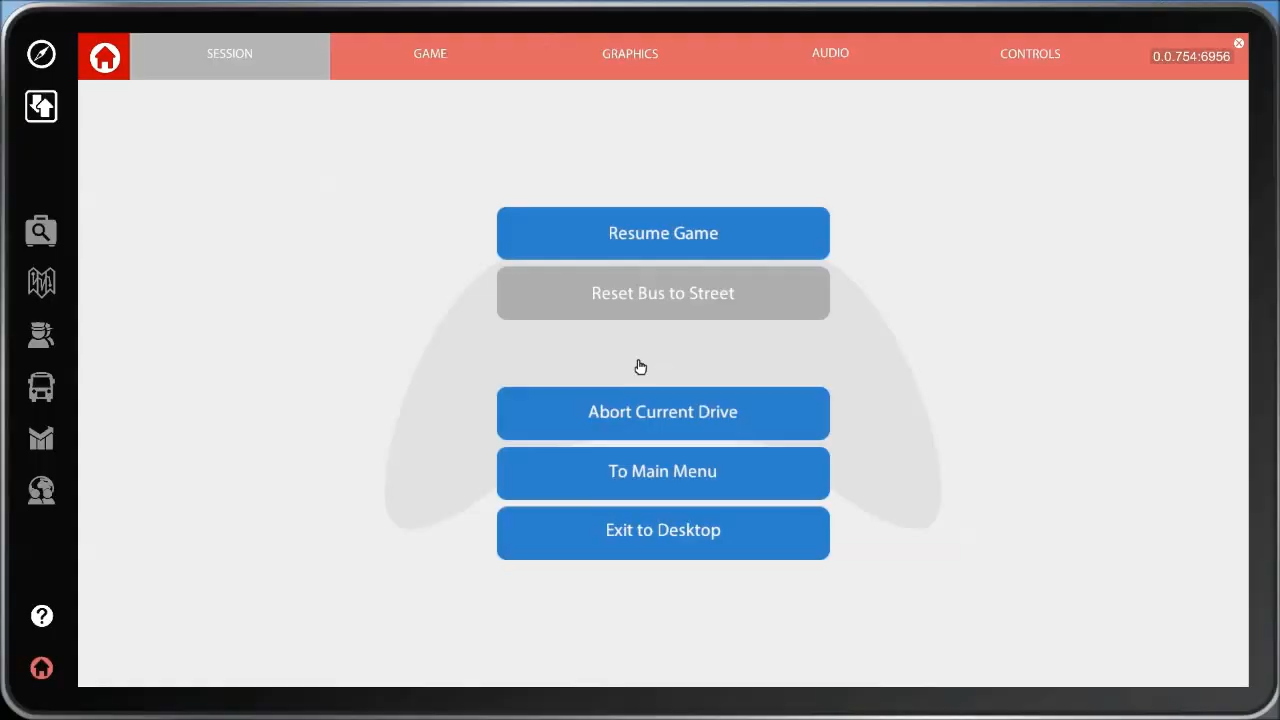 SESSION
GAME
GRAPHICS
AUDIO
CONTROLS
0.0.754:6956
Resume Game
Reset Bus to Street
Abort Current Drive
To Main Menu
Exit to Desktop
?